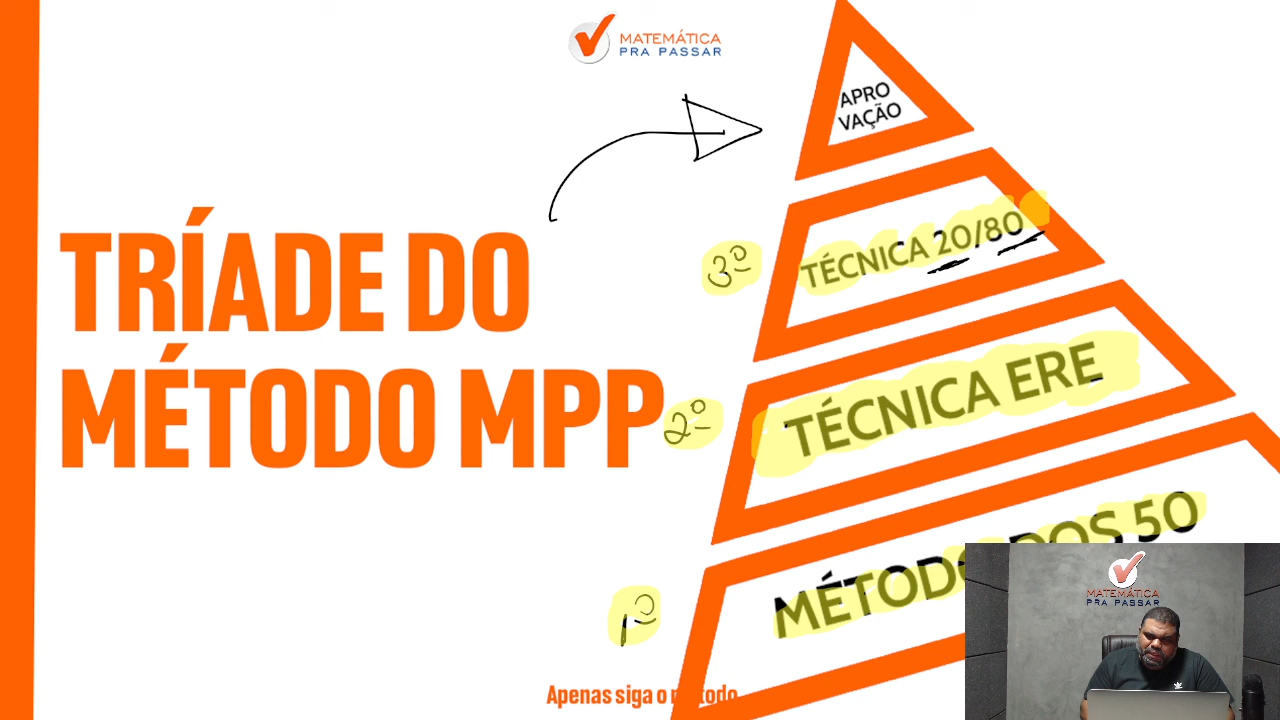 MATEMÁTICA
PRA PASSAR
APRO
VAÇÃO
3º
TÉCNICA 20/80
TRÍADE DO
MÉTODO MPP
2º
TÉCNICA ERE
1º
MÉTODO DOS 50
Apenas siga o método
MATEMÁTICA
PRA PASSAR